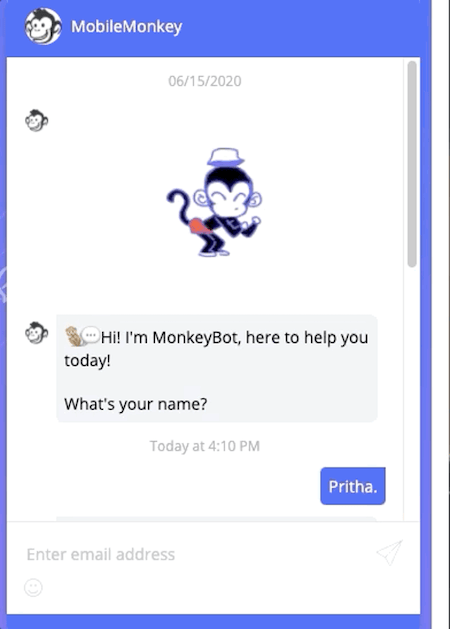 MobileMonkey
06/15/2020
Hi! I'm MonkeyBot, here to help you
today!
What's your name?
Today at 4:10 PM
Pritha.
Enter email address